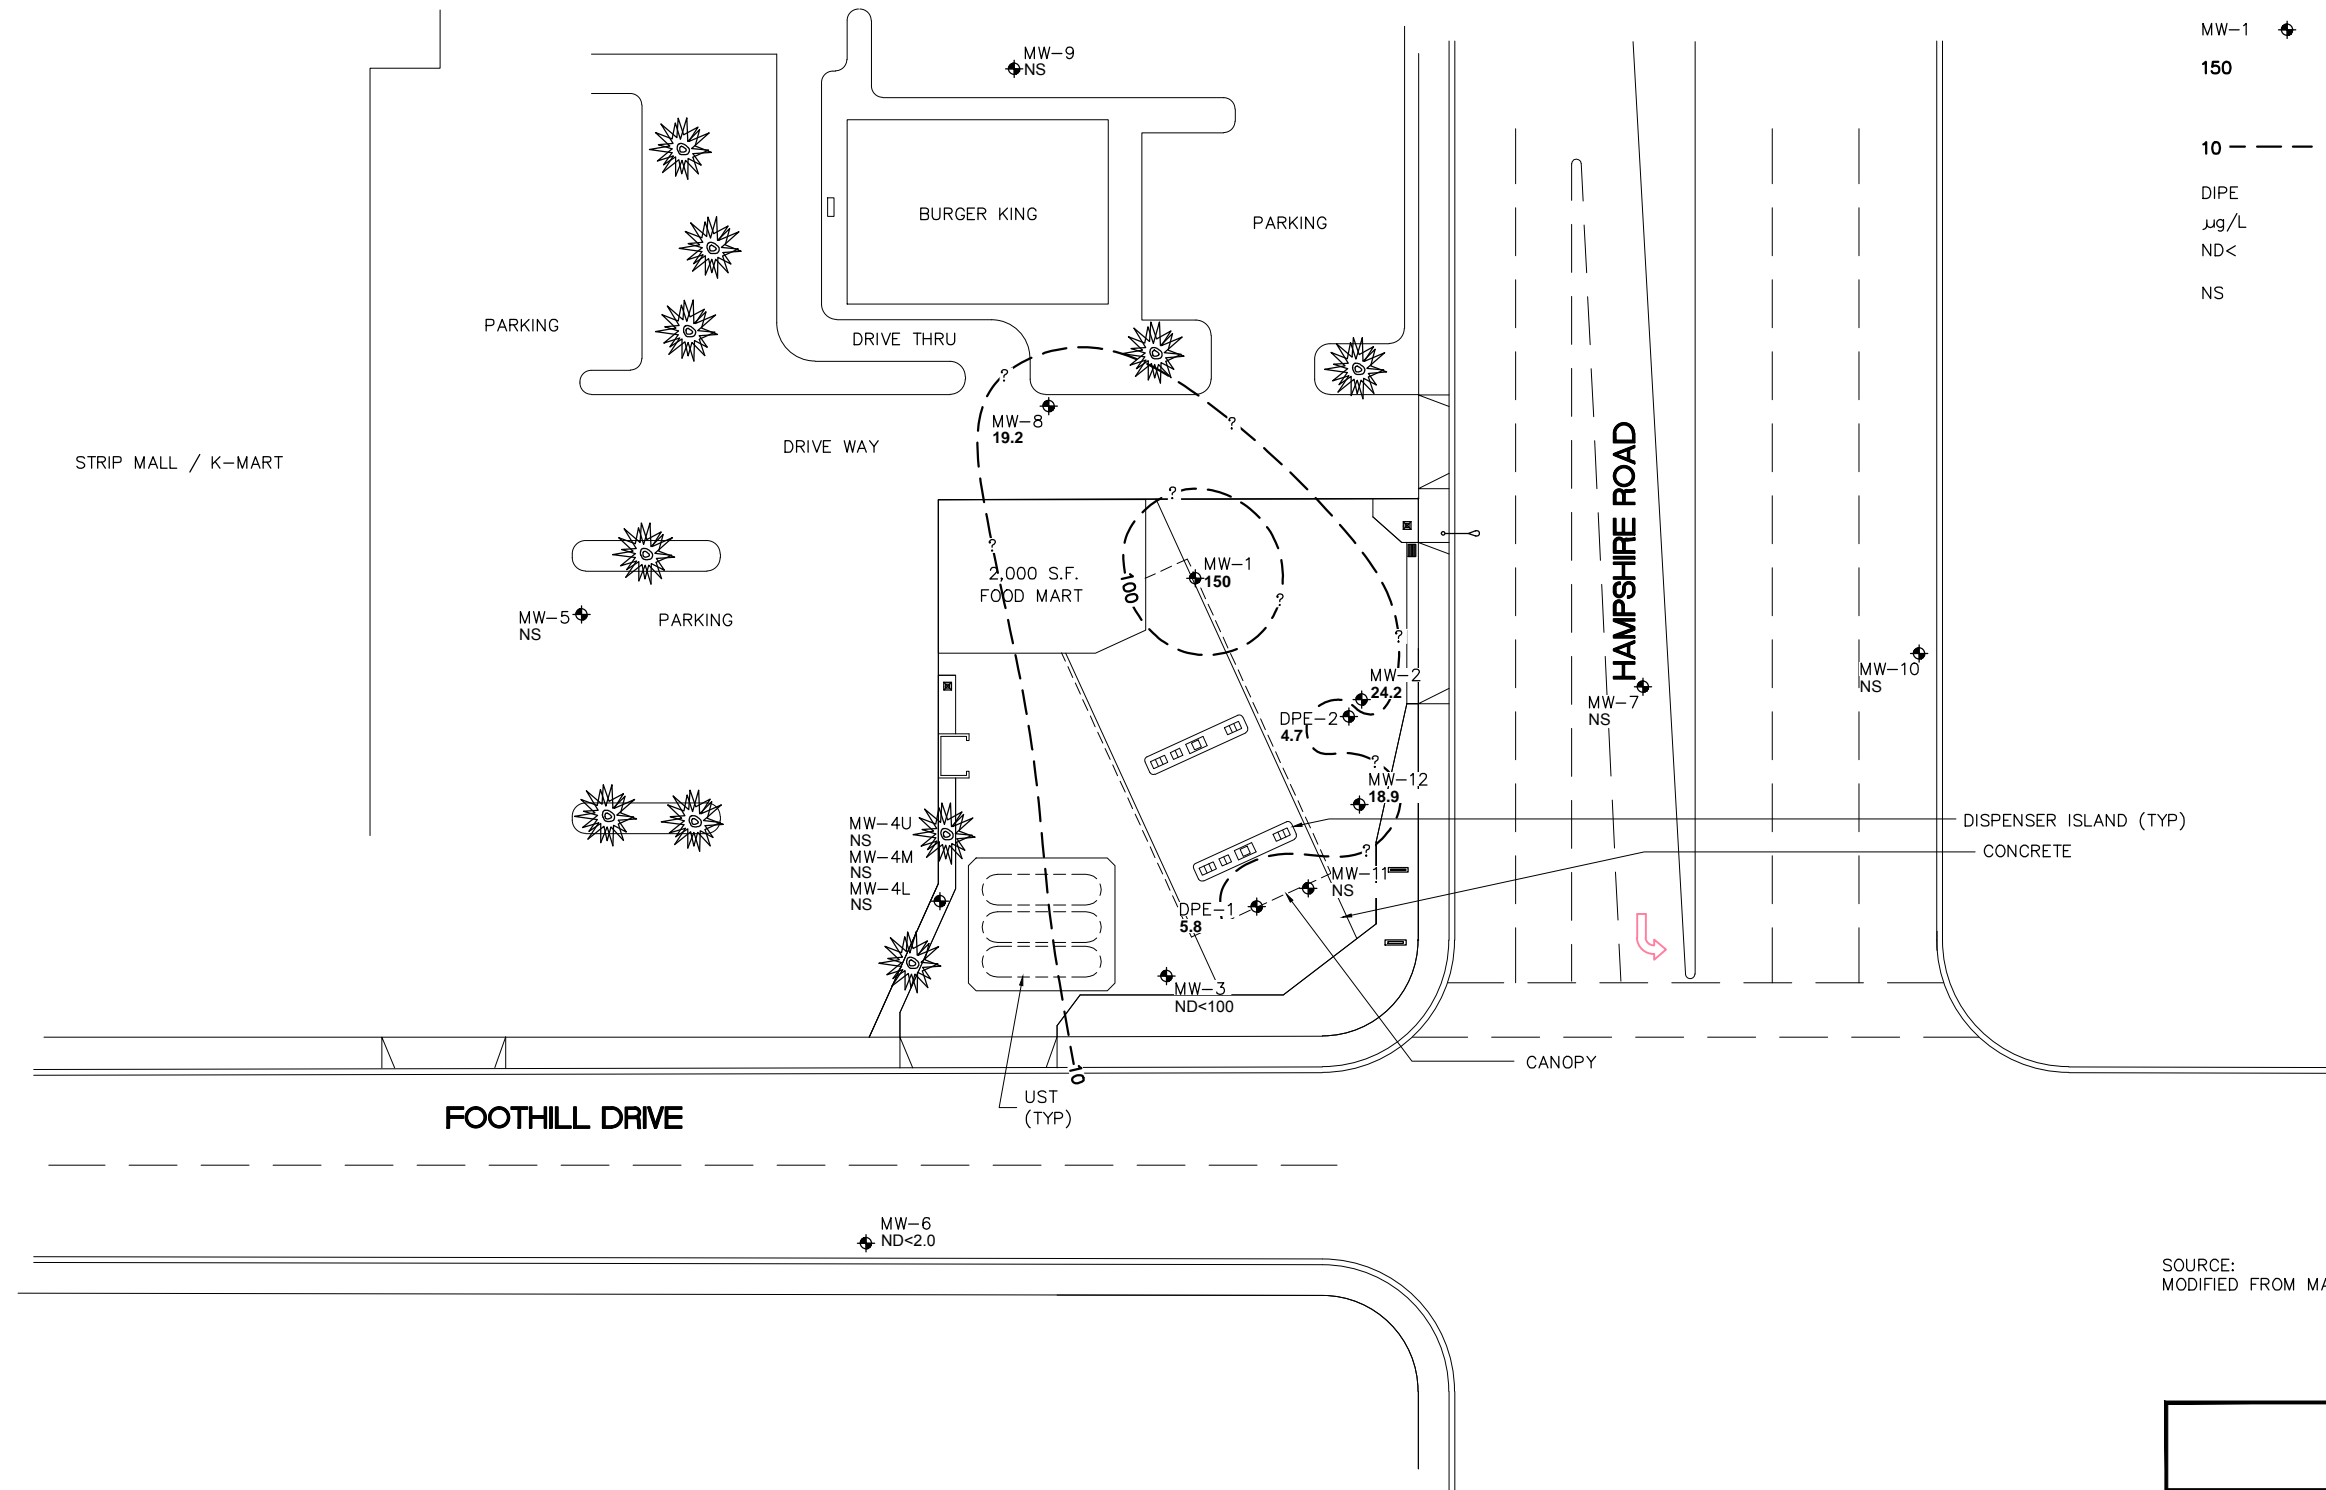 MW-1
150
10
DIPE
µg/L
ND<
NS
MW-9
NS
BURGER KING
PARKING
PARKING
DRIVE THRU
MW-8
19.2
DRIVE WAY
STRIP MALL / K-MART
HAMPSHIRE ROAD
2,000 S.F.
FOOD MART
100
MW-1
150
MW-5
NS
PARKING
MW-2
24.2
DPE-2
4.7
MW-7
NS
MW-10
NS
MW-12
18.9
MW-4U
NS
MW-4M
NS
MW-4L
NS
DISPENSER ISLAND (TYP)
CONCRETE
MW-11
NS
DPE-1
5.8
MW-3
ND<100
CANOPY
10
UST
(TYP)
FOOTHILL DRIVE
MW-6
ND<2.0
SOURCE:
MODIFIED FROM
? ? ? ? ? ? ? ? ?